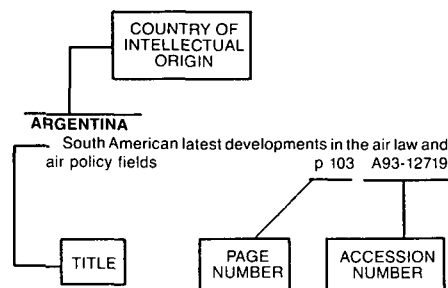 COUNTRY OF
INTELLECTUAL
ORIGIN
ARGENTINA
South American latest developments in the air law and
air policy fields p 103 A93-12719
TITLE
PAGE
NUMBER
ACCESSION
NUMBER